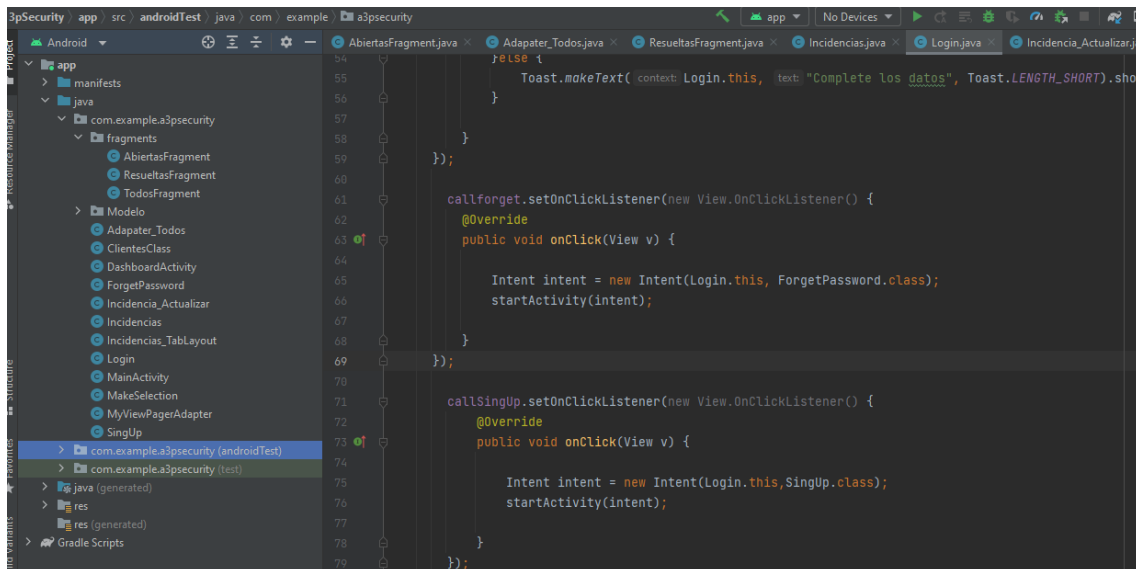 3pSecurity › app › src › androidTest › java › com › example › a3psecurity
app
No Devices
Android
AbiertasFragment.java
Adapater_Todos.java
ResueltasFragment.java
Incidencias.java
Login.java
Incidencia_Actualizar.j
Project
Resource Manager
Structure
Favorites
ld Variants
app
manifests
java
com.example.a3psecurity
fragments
AbiertasFragment
ResueltasFragment
TodosFragment
Modelo
Adapater_Todos
ClientesClass
DashboardActivity
ForgetPassword
Incidencia_Actualizar
Incidencias
Incidencias_TabLayout
Login
MainActivity
MakeSelection
MyViewPagerAdapter
SingUp
com.example.a3psecurity (androidTest)
com.example.a3psecurity (test)
java (generated)
res
res (generated)
Gradle Scripts
54 }else {
55 Toast.makeText( context: Login.this, text: "Complete los datos", Toast.LENGTH_SHORT).sho
56 }
57
58 }
59 });
60
61 callforget.setOnClickListener(new View.OnClickListener() {
62 @Override
63 public void onClick(View v) {
64
65 Intent intent = new Intent(Login.this, ForgetPassword.class);
66 startActivity(intent);
67
68 }
69 });
70
71 callSingUp.setOnClickListener(new View.OnClickListener() {
72 @Override
73 public void onClick(View v) {
74
75 Intent intent = new Intent(Login.this,SingUp.class);
76 startActivity(intent);
77
78 }
79 });